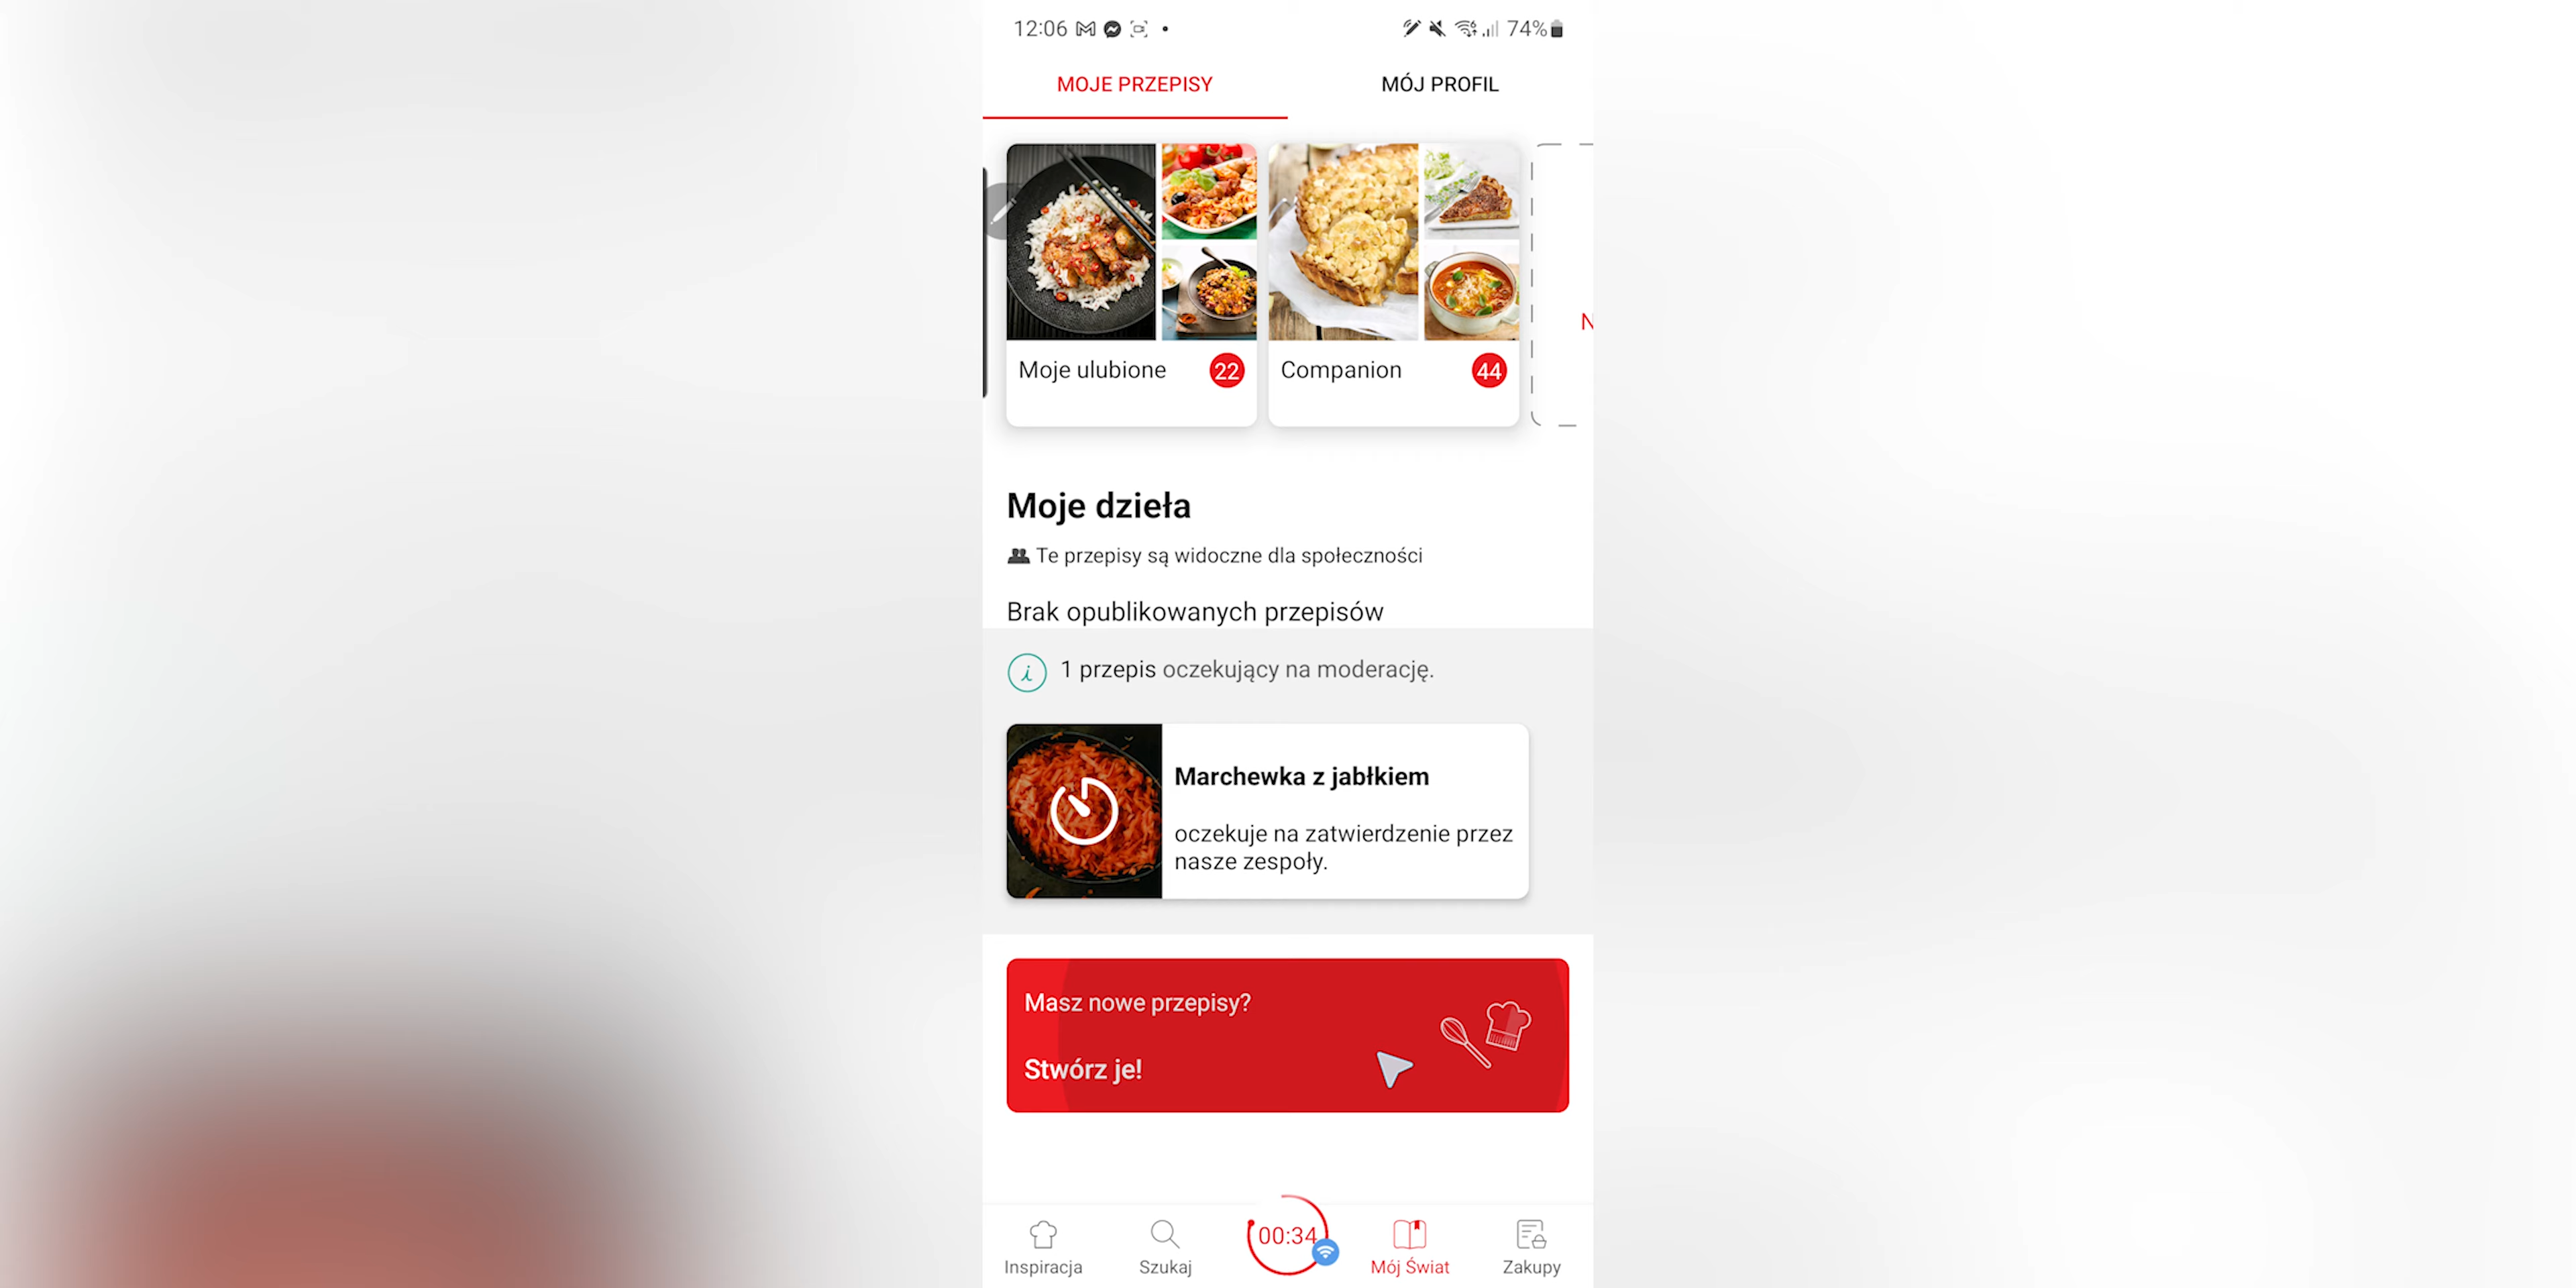 12:06
74%
MOJE PRZEPISY
MÓJ PROFIL
Moje ulubione
22
Companion
44
N
Moje dzieła
Te przepisy są widoczne dla społeczności
Brak opublikowanych przepisów
1 przepis oczekujący na moderację.
Marchewka z jabłkiem
oczekuje na zatwierdzenie przez
nasze zespoły.
Masz nowe przepisy?
Stwórz je!
00:34
Inspiracja
Szukaj
Mój Świat
Zakupy